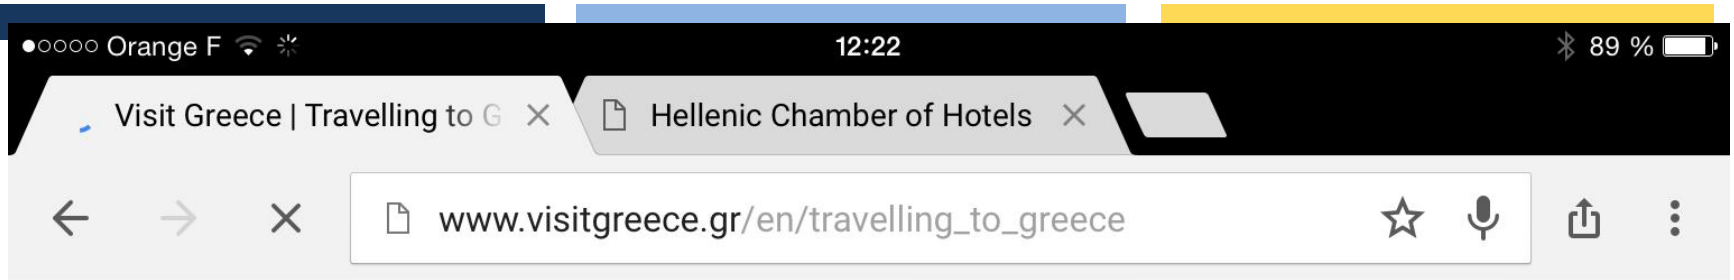 Orange F 12:22 89 %
Visit Greece | Travelling to G Hellenic Chamber of Hotels
www.visitgreece.gr/en/travelling_to_greece